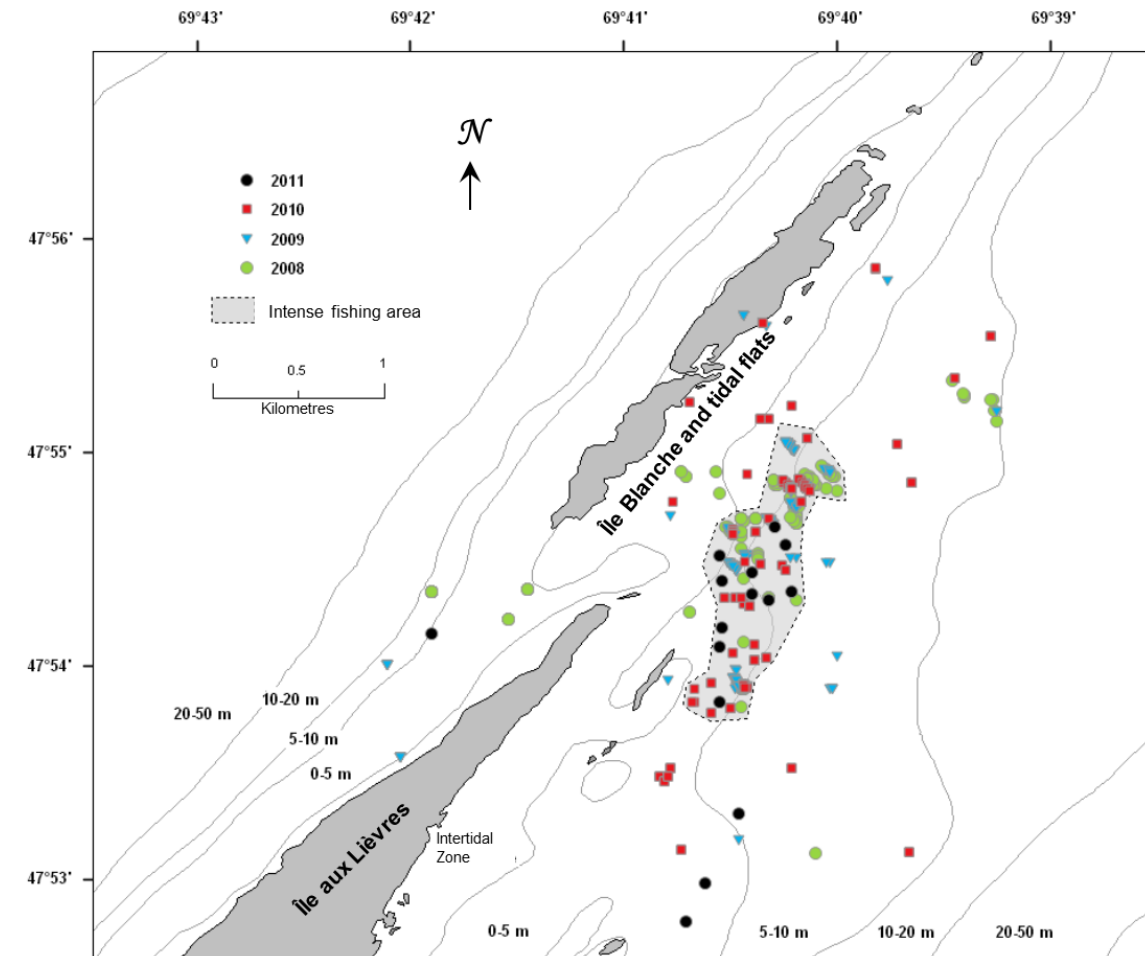 69°43' 69°42' 69°41' 69°40' 69°39'
N
2011
2010
47°56'
2009
2008
Intense fishing area
0 0.5 1
Kilometres
47°55'
Île Blanche and tidal flats
47°54'
10-20 m
20-50 m
5-10 m
0-5 m
Île aux Lièvres
Intertidal
Zone
47°53'
0-5 m 5-10 m 10-20 m 20-50 m